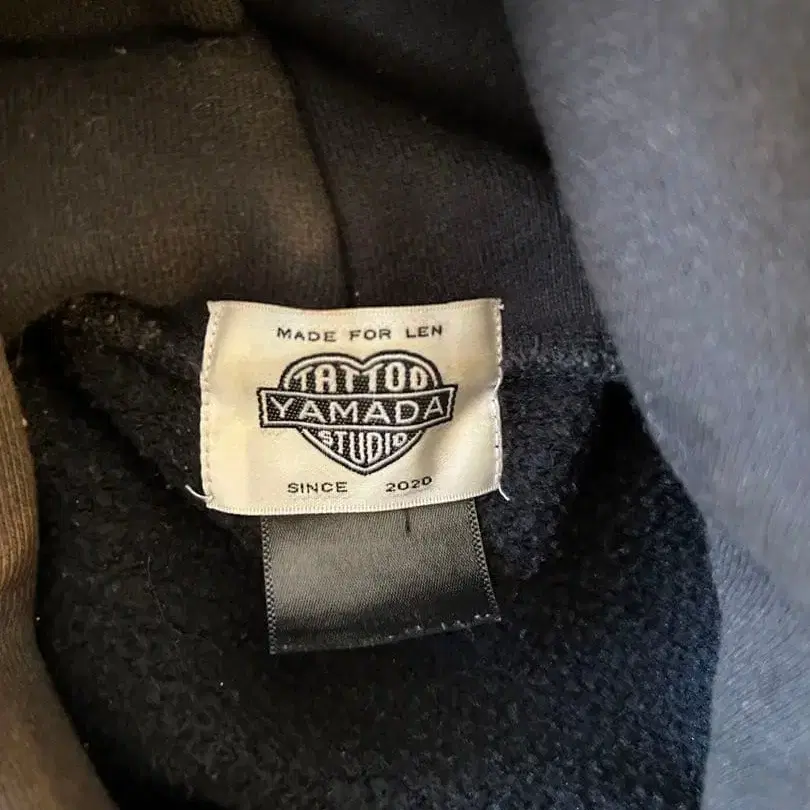 MADE FOR LEN
TATTOO
YAMADA
STUDIO
SINCE 2020